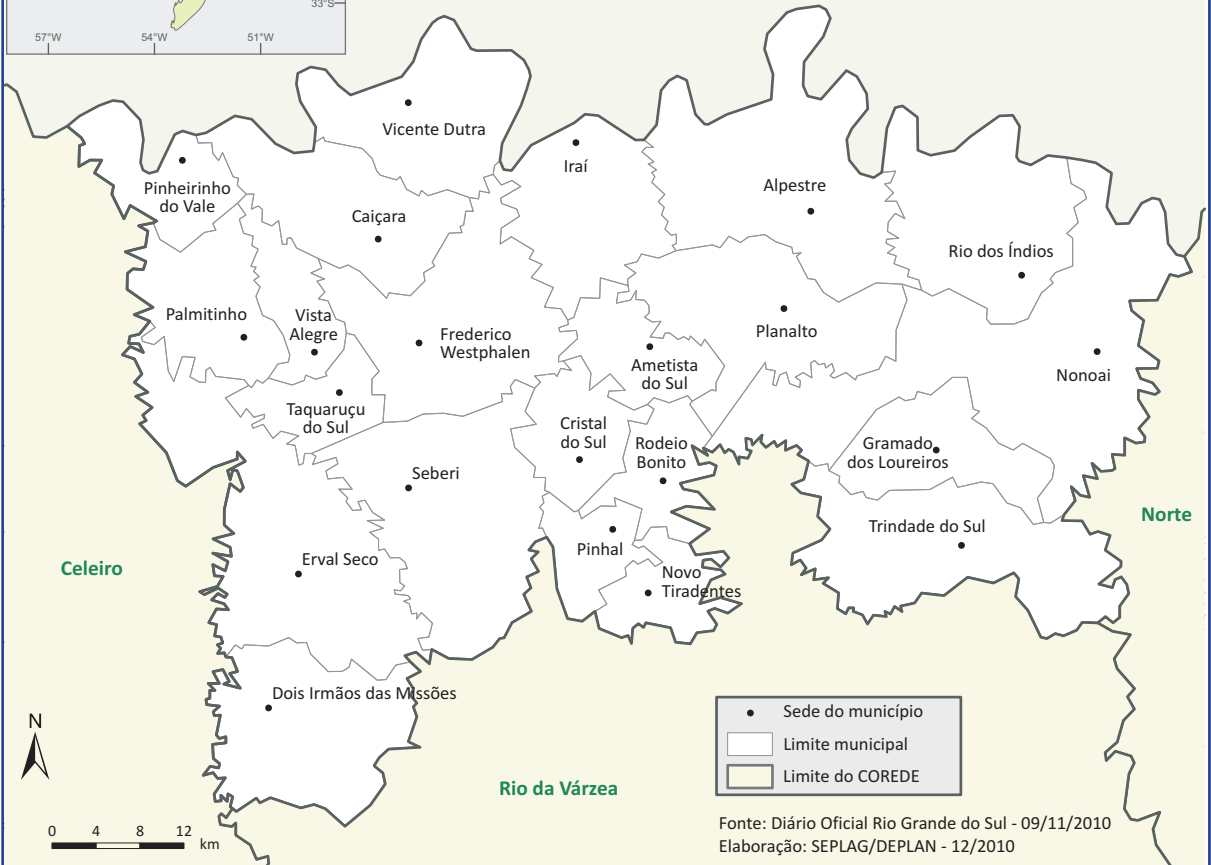 33°S
57°W
54°W
51°W
Vicente Dutra
Iraí
Pinheirinho
do Vale
Alpestre
Caiçara
Rio dos Índios
Palmitinho
Vista
Alegre
Frederico
Westphalen
Planalto
Ametista
do Sul
Nonoai
Taquaruçu
do Sul
Cristal
do Sul
Rodeio
Bonito
Gramado
dos Loureiros
Seberi
Norte
Trindade do Sul
Pinhal
Celeiro
Erval Seco
Novo
Tiradentes
Dois Irmãos das Missões
N
Sede do município
Limite municipal
Limite do COREDE
Rio da Várzea
0 4 8 12
km
Fonte: Diário Oficial Rio Grande do Sul - 09/11/2010
Elaboração: SEPLAG/DEPLAN - 12/2010